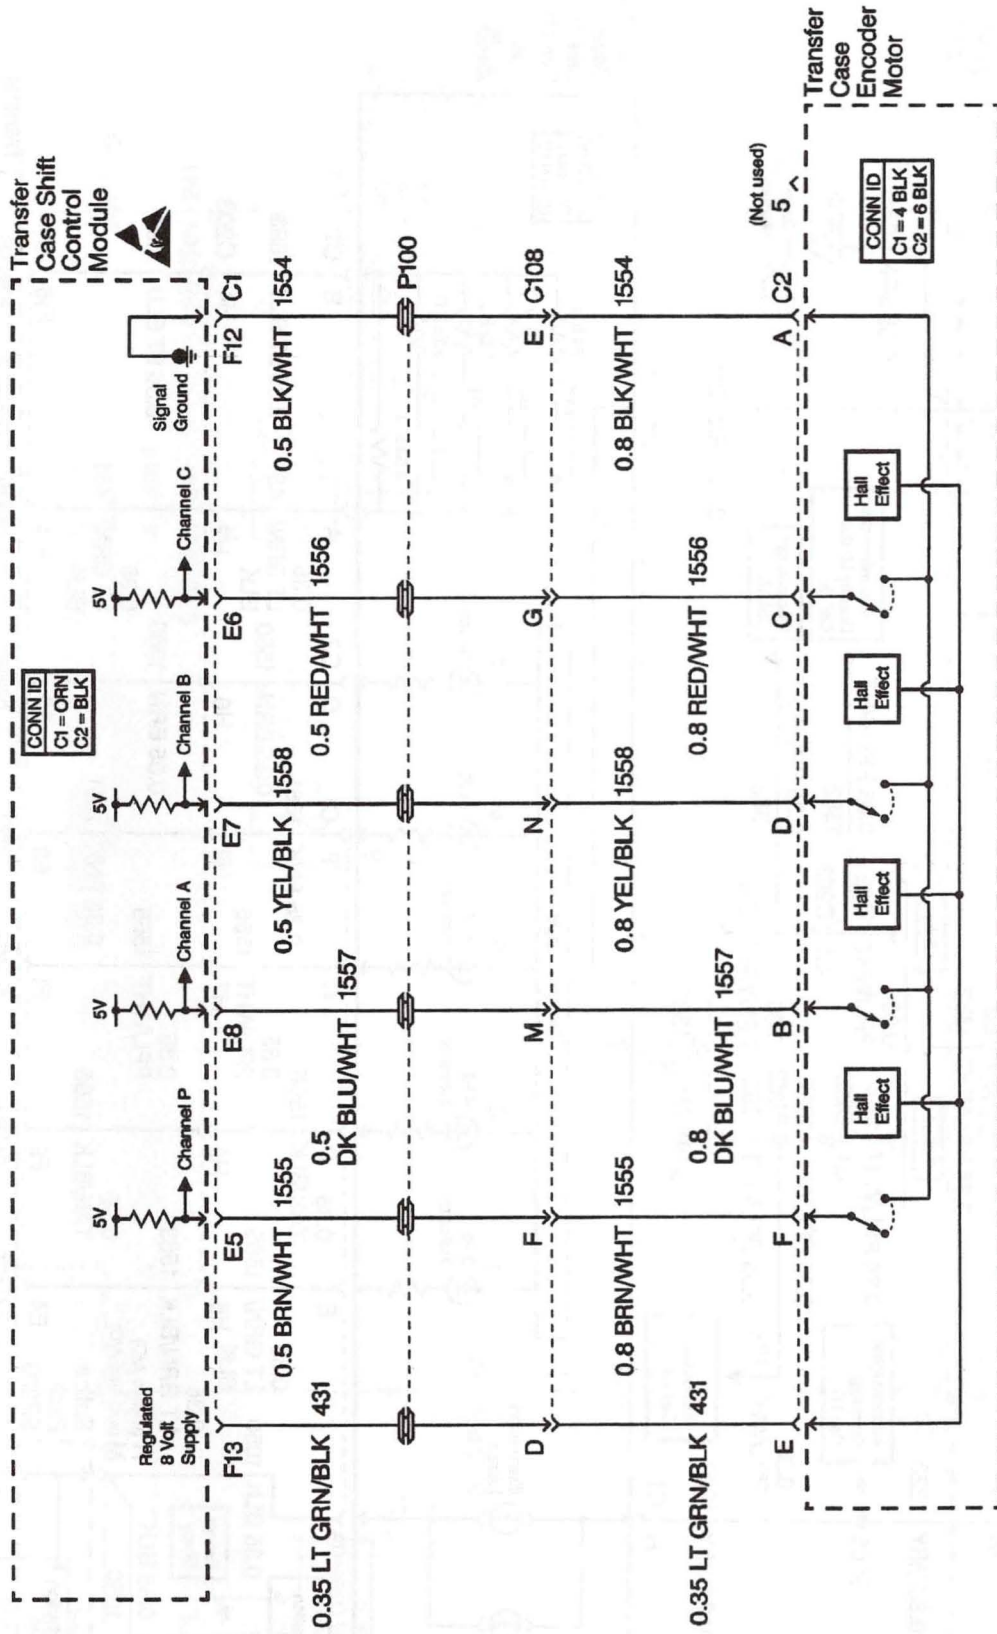 Transfer
Case Shift
Control
Module
CONN ID
C1 = ORN
C2 = BLK
Regulated
8 Volt
Supply
5V
Channel P
5V
Channel A
5V
Channel B
5V
Channel C
Signal
Ground
F13
E5
E8
E7
E6
F12
C1
0.35 LT GRN/BLK 431
0.5 BRN/WHT 1555
0.5
DK BLU/WHT 1557
0.5 YEL/BLK 1558
0.5 RED/WHT 1556
0.5 BLK/WHT 1554
P100
D
F
M
N
G
E
C108
0.35 LT GRN/BLK 431
0.8 BRN/WHT 1555
0.8
DK BLU/WHT 1557
0.8 YEL/BLK 1558
0.8 RED/WHT 1556
0.8 BLK/WHT 1554
E
F
B
D
C
A
C2
(Not used)
5
Transfer
Case
Encoder
Motor
Hall
Effect
Hall
Effect
Hall
Effect
Hall
Effect
CONN ID
C1 = 4 BLK
C2 = 6 BLK